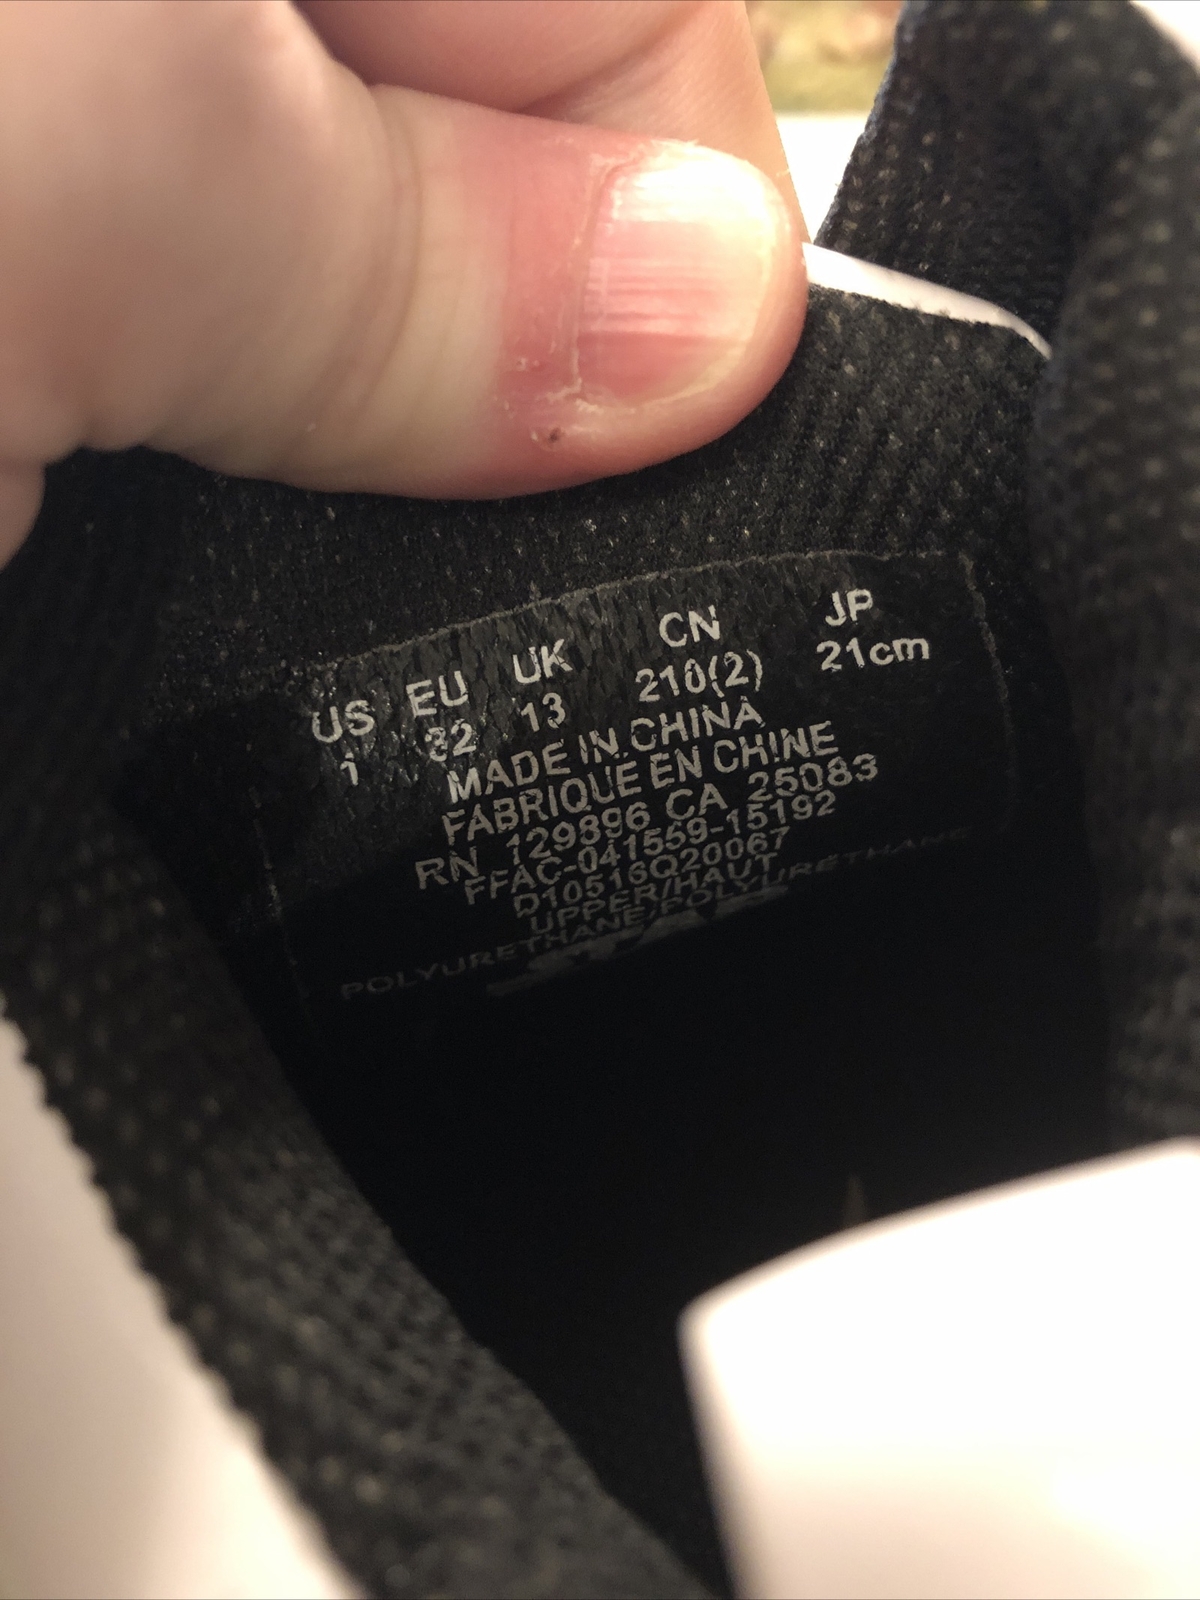 US EU UK CN JP
1 32 13 210(2) 21cm
MADE IN CHINA
FABRIQUE EN CHINE
RN 129896 CA 25083
FFAC-041559-15192
D10516Q20067
UPPER/HAUT
POLYURETHANE/POLYURETHANE